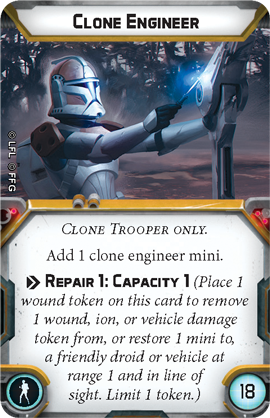 Clone Engineer
© LFL © FFG
Clone Trooper only.
Add 1 clone engineer mini.
Repair 1: Capacity 1 (Place 1
wound token on this card to remove
1 wound, ion, or vehicle damage
token from, or restore 1 mini to,
a friendly droid or vehicle at
range 1 and in line of
sight. Limit 1 token.)
18